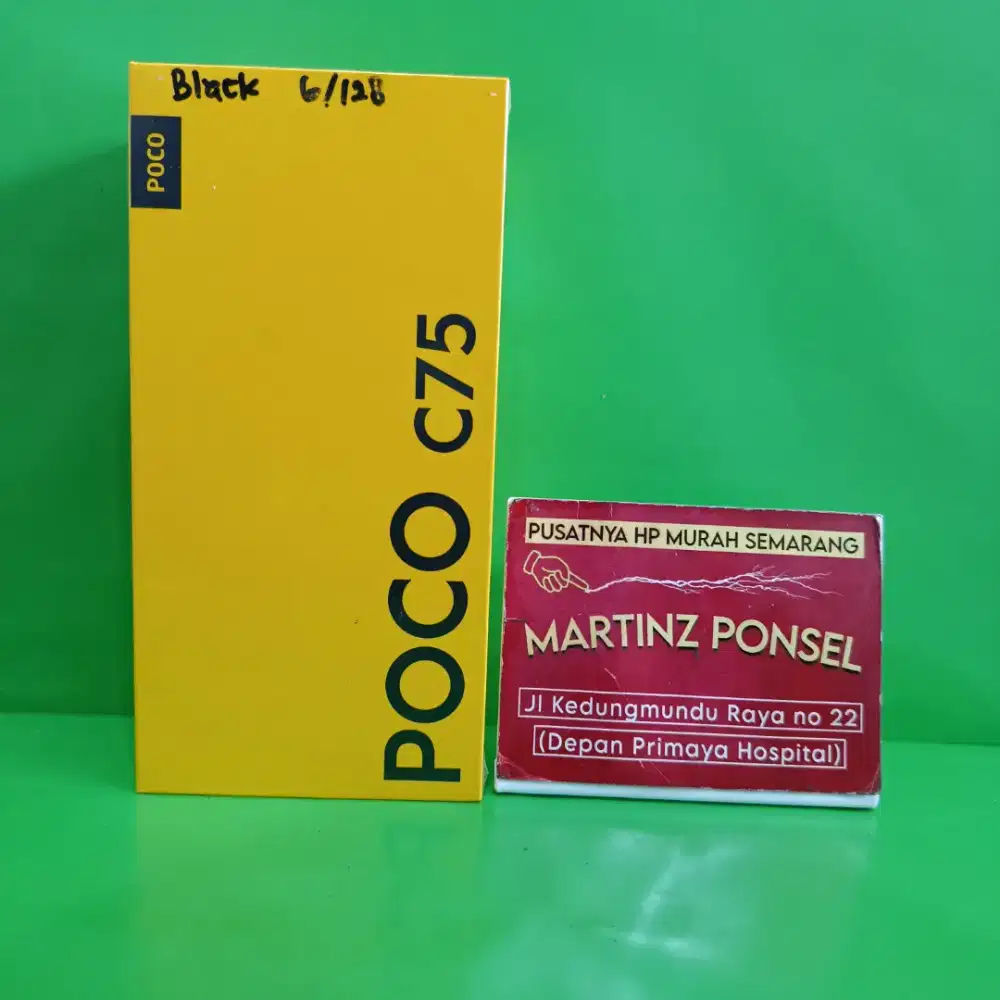 Black 6/128
POCO
POCO C75
PUSATNYA HP MURAH SEMARANG
MARTINZ PONSEL
Jl Kedungmundu Raya no 22
(Depan Primaya Hospital)